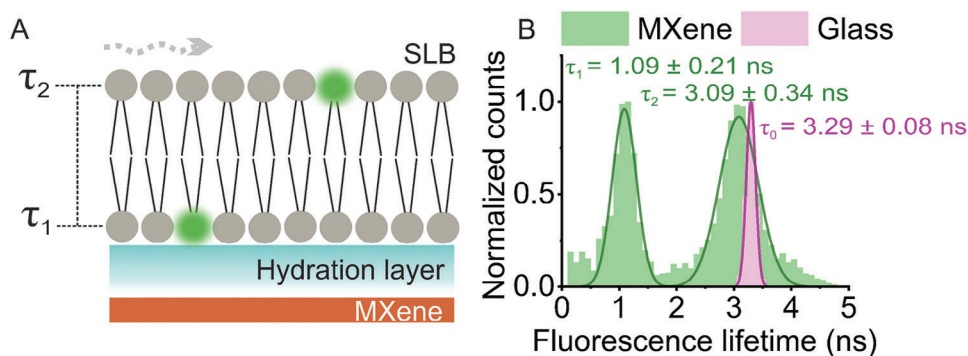 A
SLB
τ2
τ1
Hydration layer
MXene
B
MXene
Glass
τ1 = 1.09 ± 0.21 ns
τ2 = 3.09 ± 0.34 ns
τ0 = 3.29 ± 0.08 ns
Normalized counts
1.0
0.5
0.0
0 1 2 3 4 5
Fluorescence lifetime (ns)